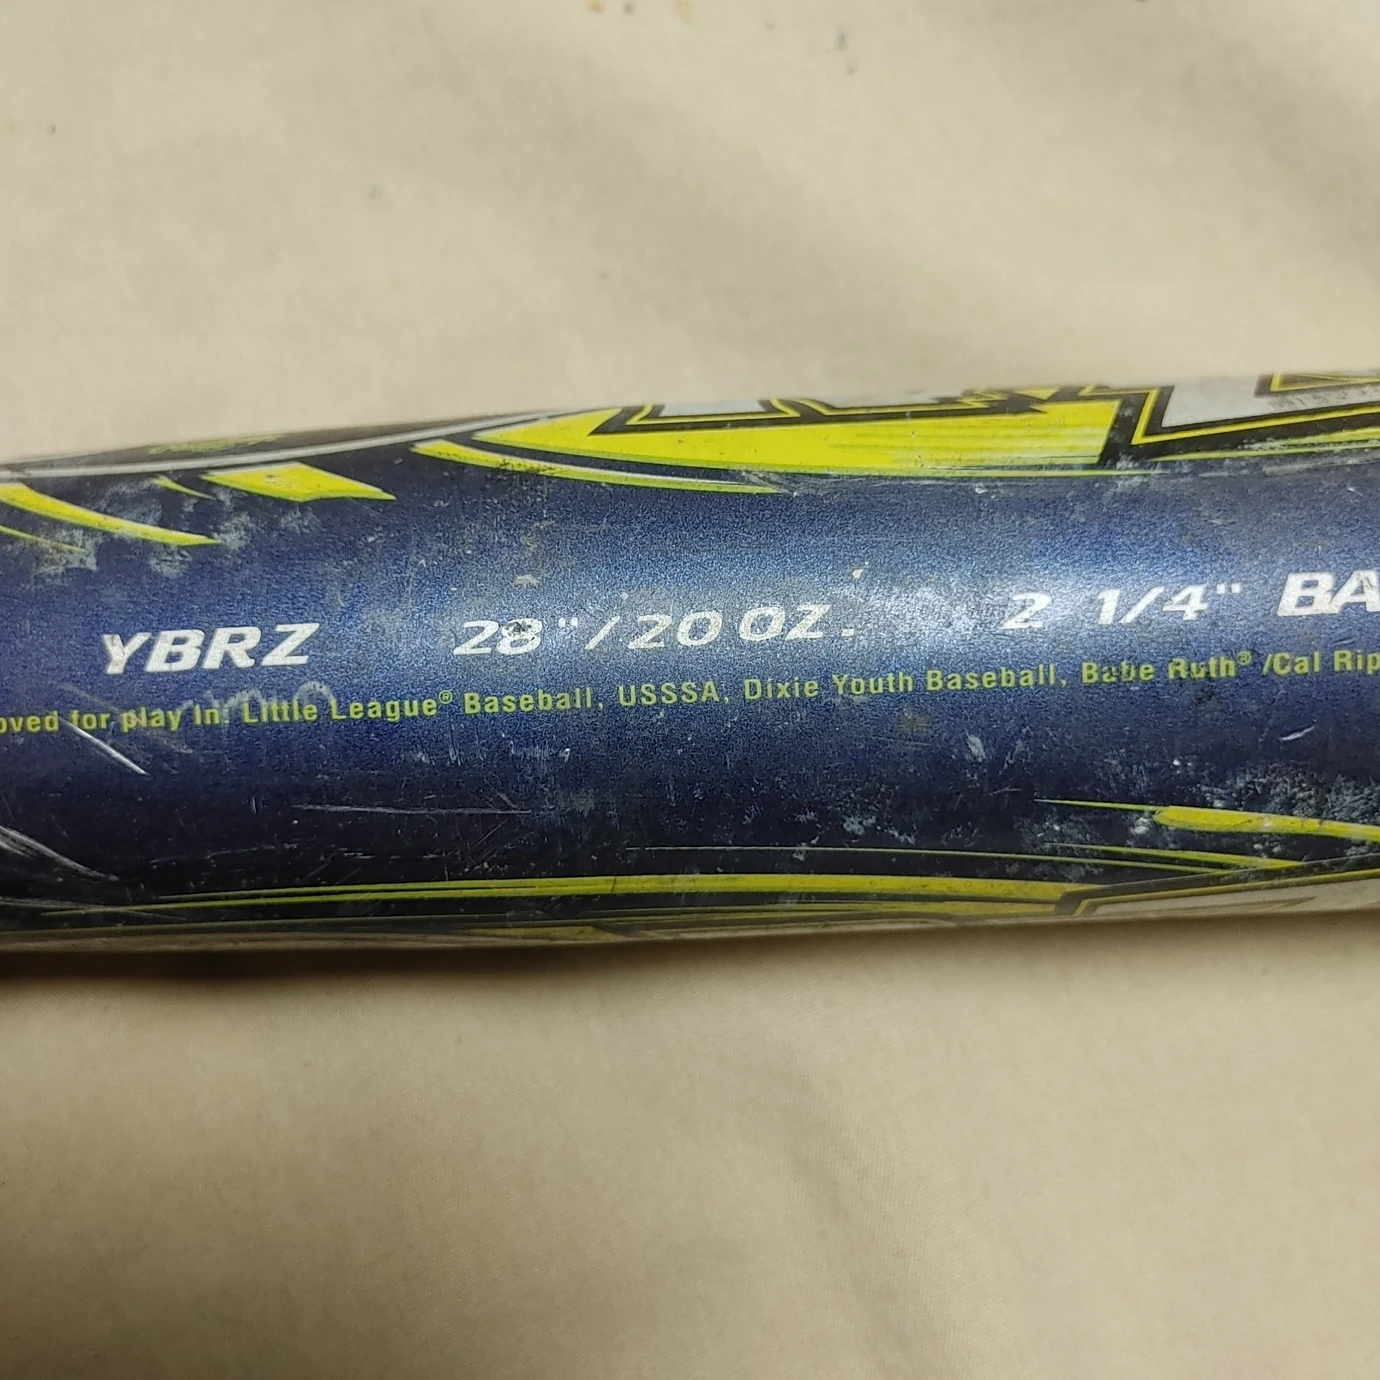 YBRZ 28"/20 OZ. 2 1/4" BA
oved for play in: Little League® Baseball, USSSA, Dixie Youth Baseball, Babe Ruth® /Cal Rip